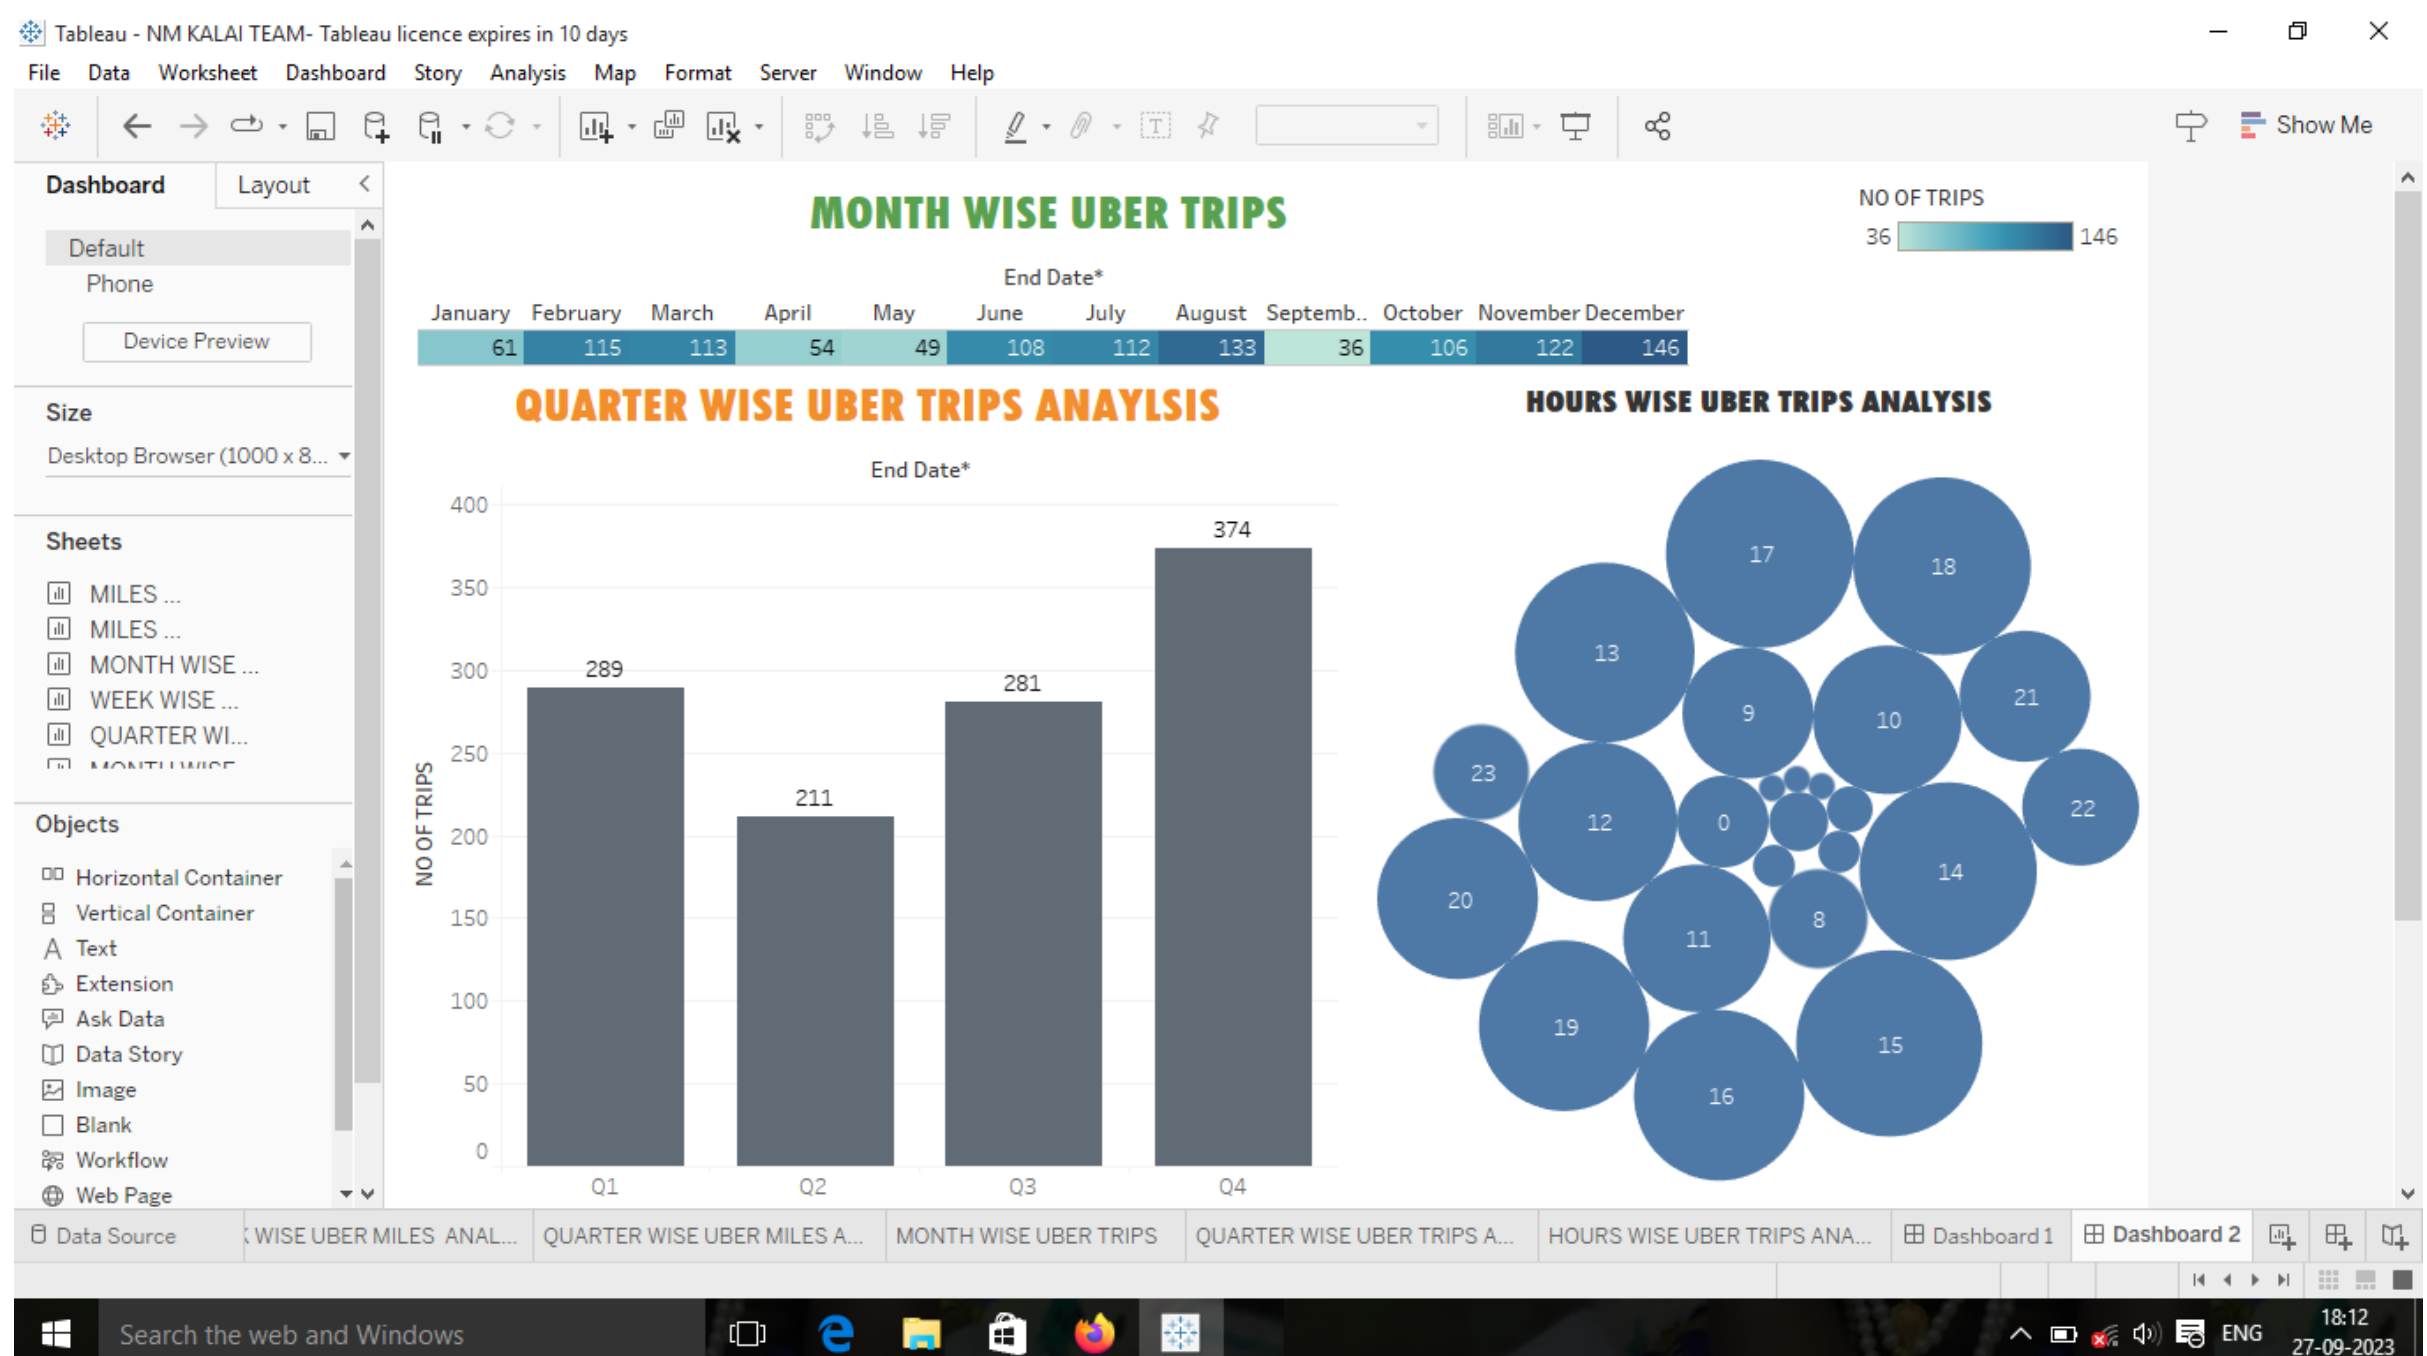 Tableau - NM KALAI TEAM- Tableau licence expires in 10 days
File Data Worksheet Dashboard Story Analysis Map Format Server Window Help
Show Me
Dashboard Layout
Default
Phone
Device Preview
Size
Desktop Browser (1000 x 8...
Sheets
MILES ...
MILES ...
MONTH WISE ...
WEEK WISE ...
QUARTER WI...
MONTH WISE
Objects
Horizontal Container
Vertical Container
Text
Extension
Ask Data
Data Story
Image
Blank
Workflow
Web Page
MONTH WISE UBER TRIPS
NO OF TRIPS
36 146
End Date*
January February March April May June July August Septemb.. October November December
61 115 113 54 49 108 112 133 36 106 122 146
QUARTER WISE UBER TRIPS ANAYLSIS
End Date*
NO OF TRIPS
400
350
300
250
200
150
100
50
0
289
211
281
374
Q1 Q2 Q3 Q4
HOURS WISE UBER TRIPS ANALYSIS
17
18
13
21
9
10
23
22
12
0
14
20
8
11
19
15
16
Data Source K WISE UBER MILES ANAL... QUARTER WISE UBER MILES A... MONTH WISE UBER TRIPS QUARTER WISE UBER TRIPS A... HOURS WISE UBER TRIPS ANA... Dashboard 1 Dashboard 2
Search the web and Windows
ENG
18:12
27-09-2023